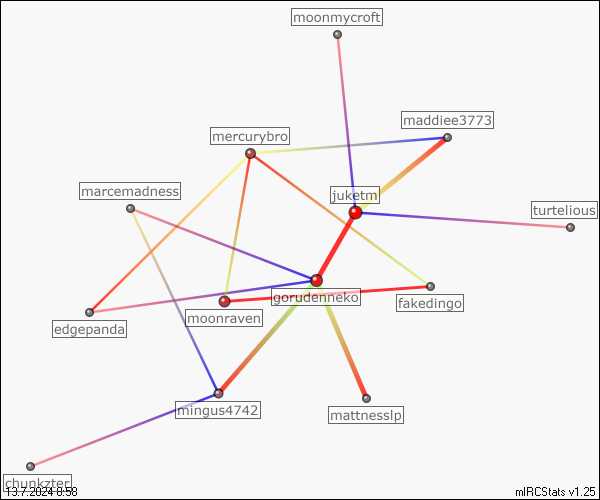 moonmycroft
maddiee3773
mercurybro
marcemadness
juketm
turtelious
gorudenneko
fakedingo
moonraven
edgepanda
mingus4742
mattnesslp
chunkzter
13.7.2024 8:58
mIRCStats v1.25